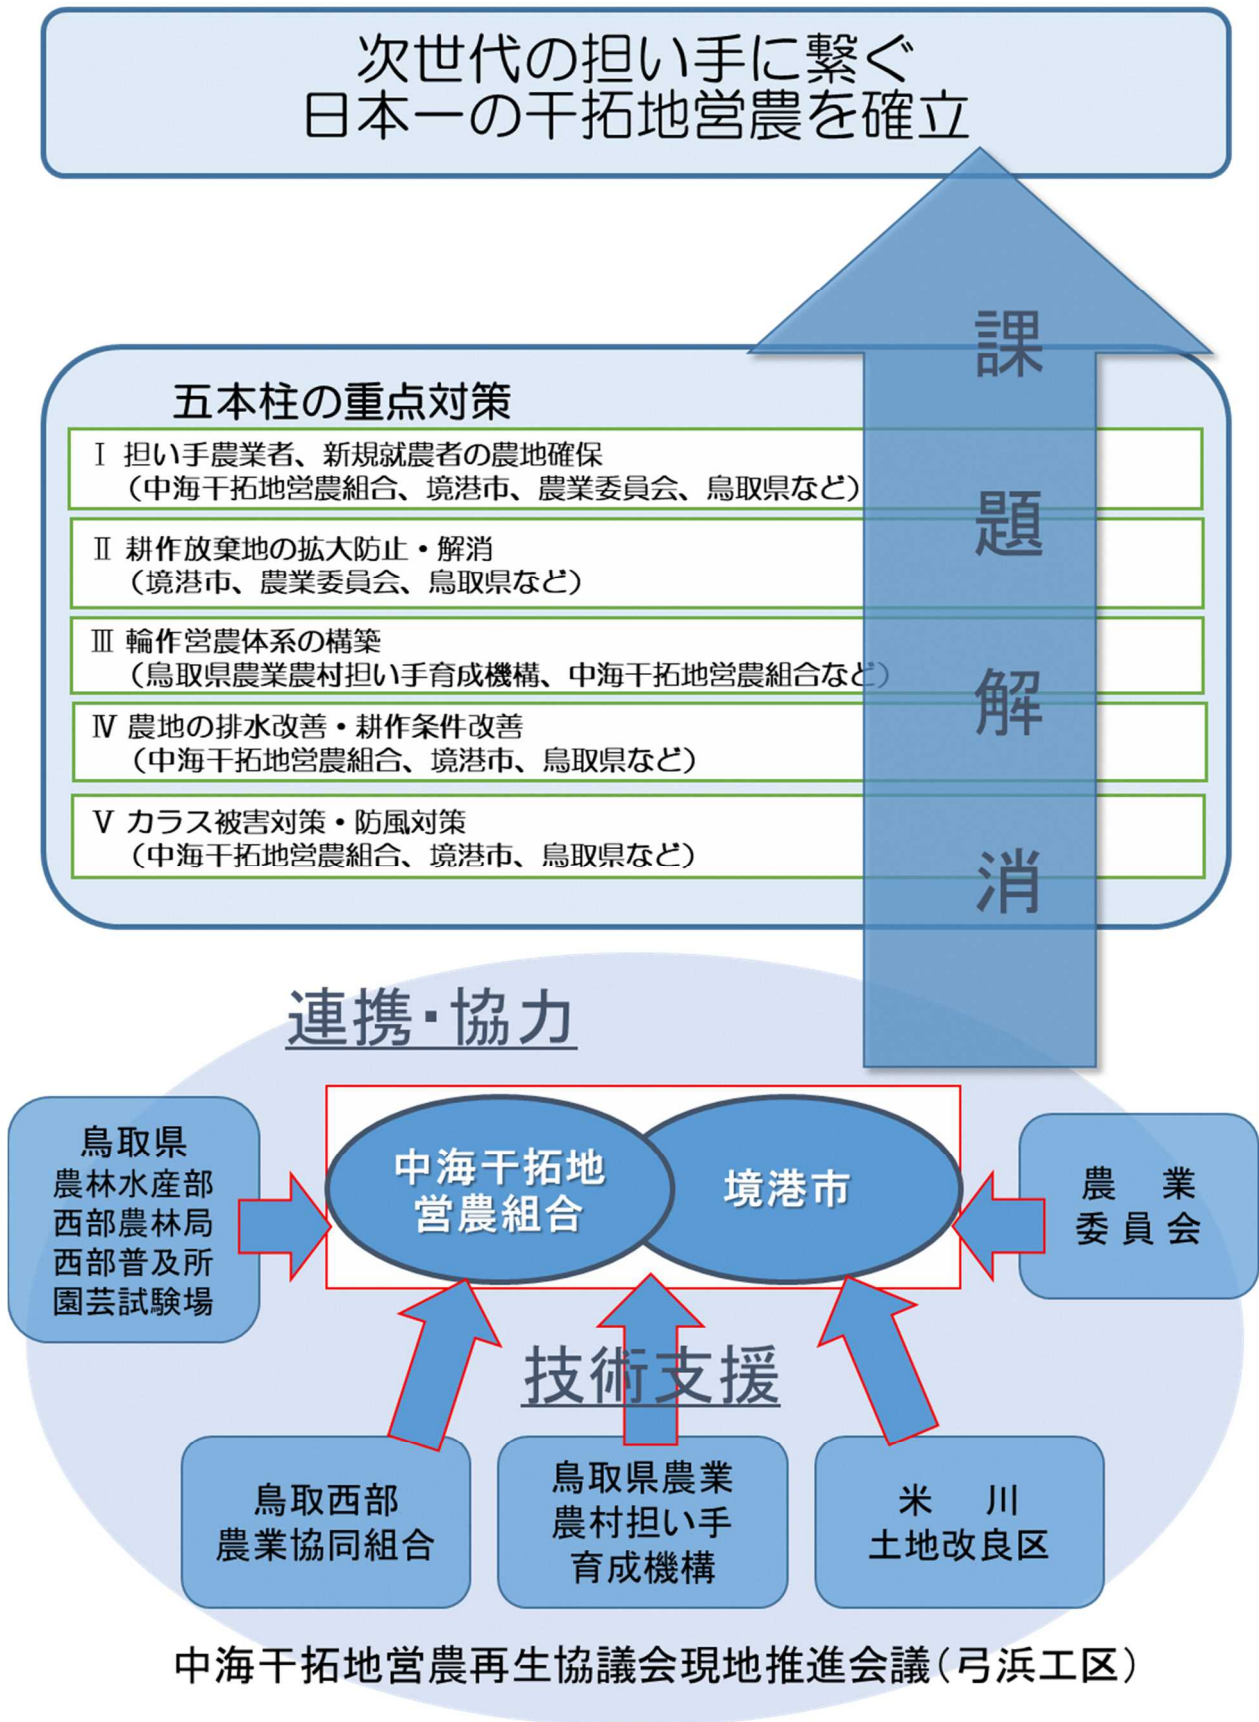 次世代の担い手に繋ぐ
日本一の干拓地営農を確立
課題解消
五本柱の重点対策
Ⅰ 担い手農業者、新規就農者の農地確保
（中海干拓地営農組合、境港市、農業委員会、鳥取県など）
Ⅱ 耕作放棄地の拡大防止・解消
（境港市、農業委員会、鳥取県など）
Ⅲ 輪作営農体系の構築
（鳥取県農業農村担い手育成機構、中海干拓地営農組合など）
Ⅳ 農地の排水改善・耕作条件改善
（中海干拓地営農組合、境港市、鳥取県など）
Ⅴ カラス被害対策・防風対策
（中海干拓地営農組合、境港市、鳥取県など）
連携・協力
鳥取県
農林水産部
西部農林局
西部普及所
園芸試験場
中海干拓地
営農組合
境港市
農　業
委員会
技術支援
鳥取西部
農業協同組合
鳥取県農業
農村担い手
育成機構
米　川
土地改良区
中海干拓地営農再生協議会現地推進会議（弓浜工区）